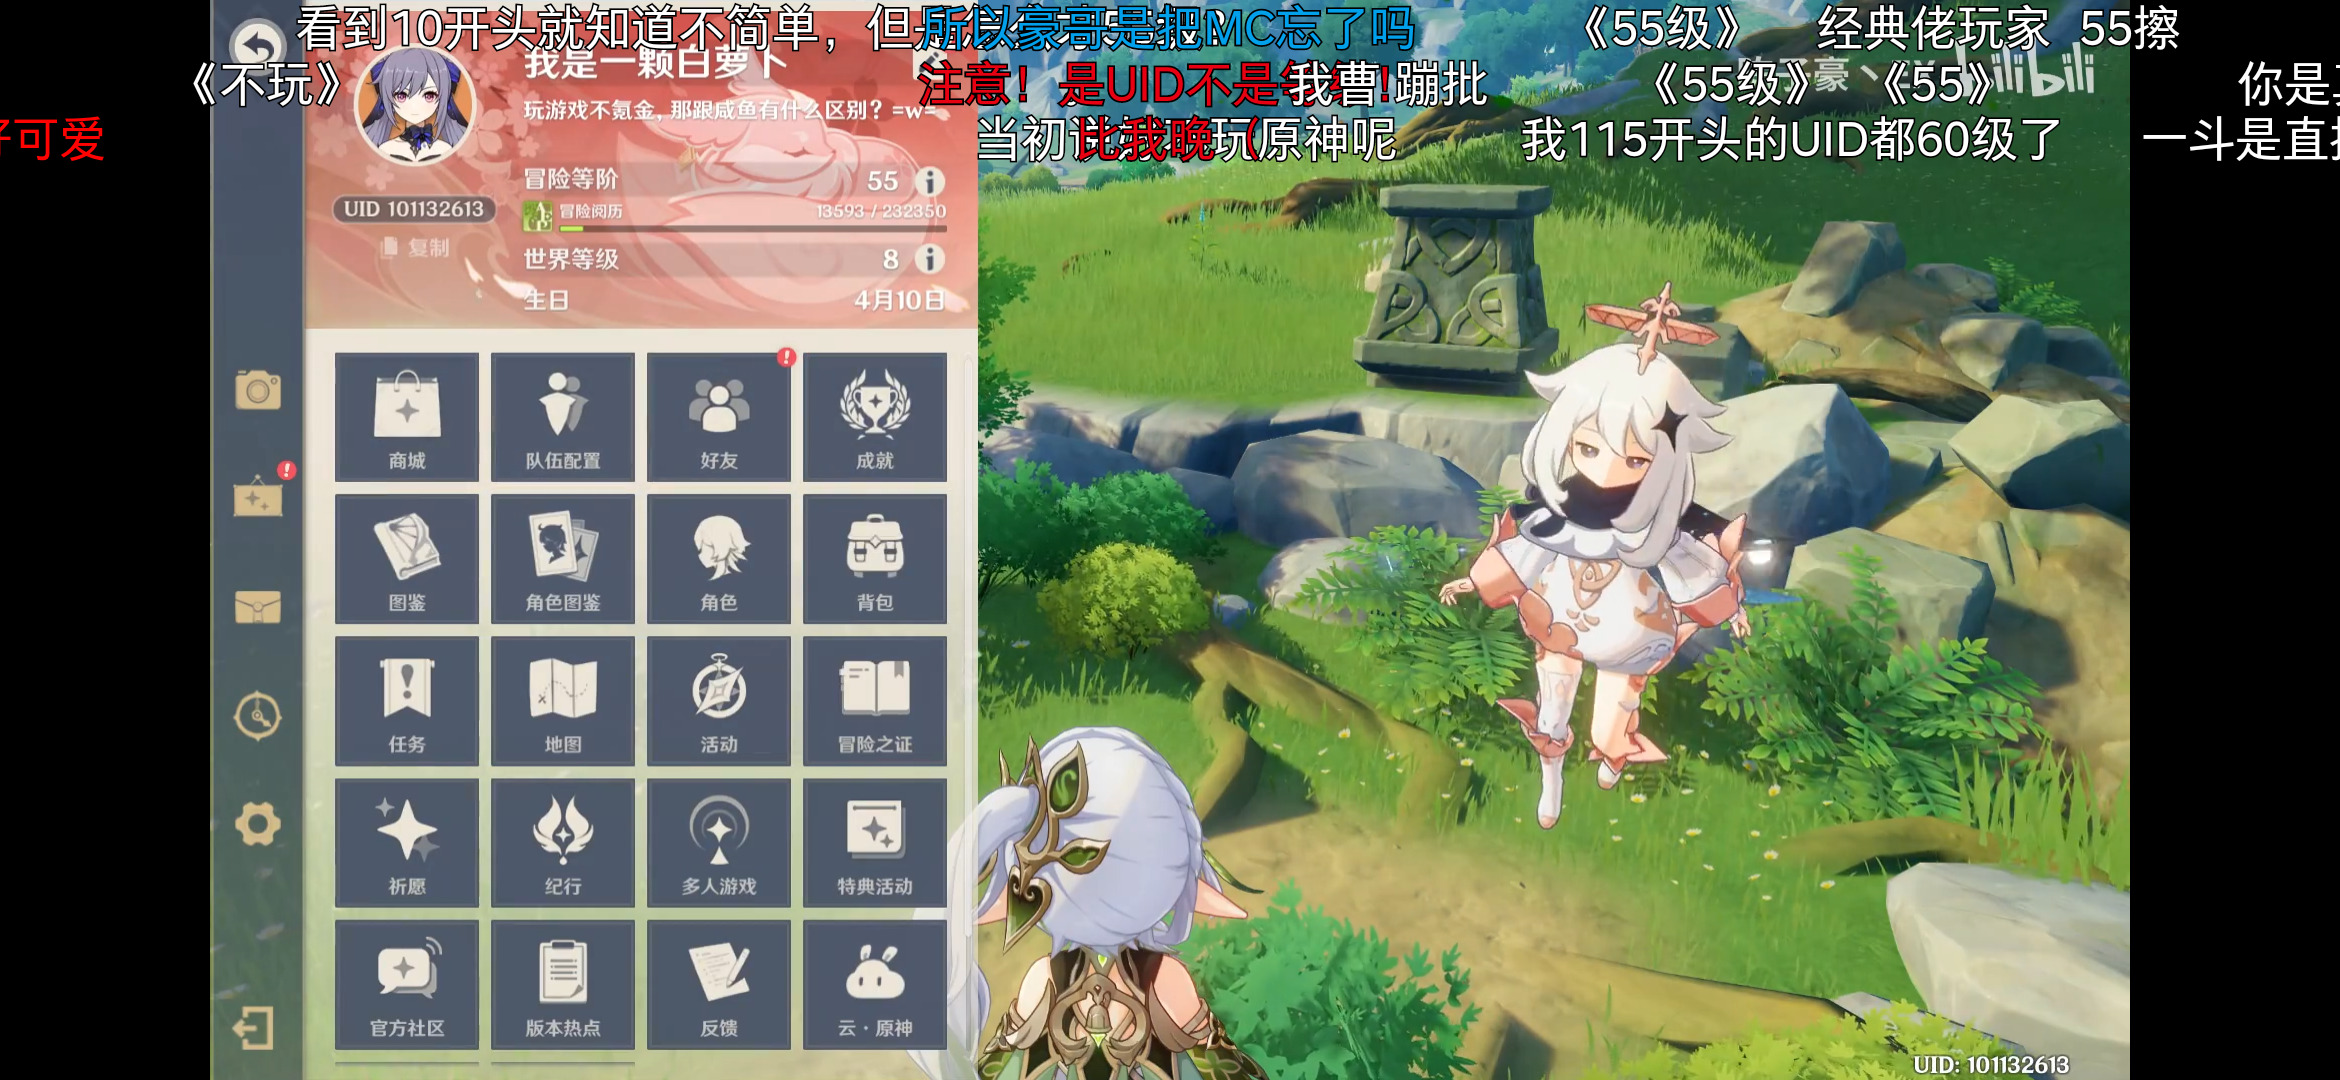 看到10开头就知道不简单，但
所以豪哥是把MC忘了吗
《55级》
经典佬玩家
55擦
《不玩》
注意！是UID不是等级！
我曹 蹦批
《55级》
《55》
你是
好可爱
当初
比我晚（
玩原神呢
我115开头的UID都60级了
一斗是直接
bilibili
我是一颗白萝卜
玩游戏不氪金，那跟咸鱼有什么区别？=w=
UID 101132613
复制
冒险等阶 55
冒险阅历 13593 / 232350
世界等级 8
生日 4月10日
商城 队伍配置 好友 成就
图鉴 角色图鉴 角色 背包
任务 地图 活动 冒险之证
祈愿 纪行 多人游戏 特典活动
官方社区 版本热点 反馈 云·原神
UID: 101132613